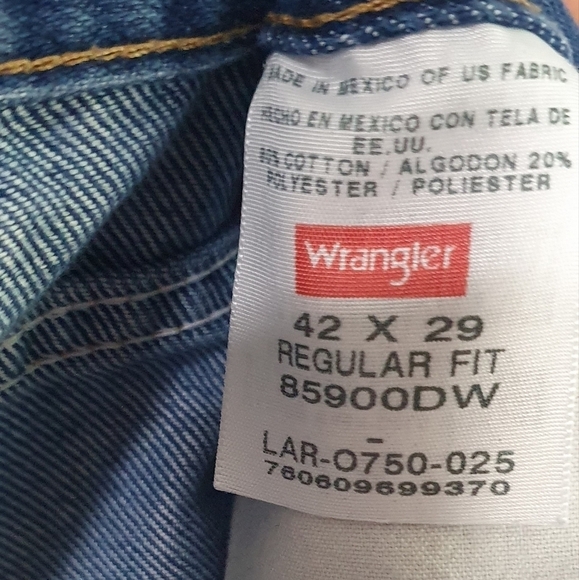 MADE IN MEXICO OF US FABRIC
HECHO EN MEXICO CON TELA DE
EE.UU.
80% COTTON / ALGODON 20%
POLYESTER / POLIESTER
Wrangler
42 X 29
REGULAR FIT
85900DW
-
LAR-0750-025
760609699370